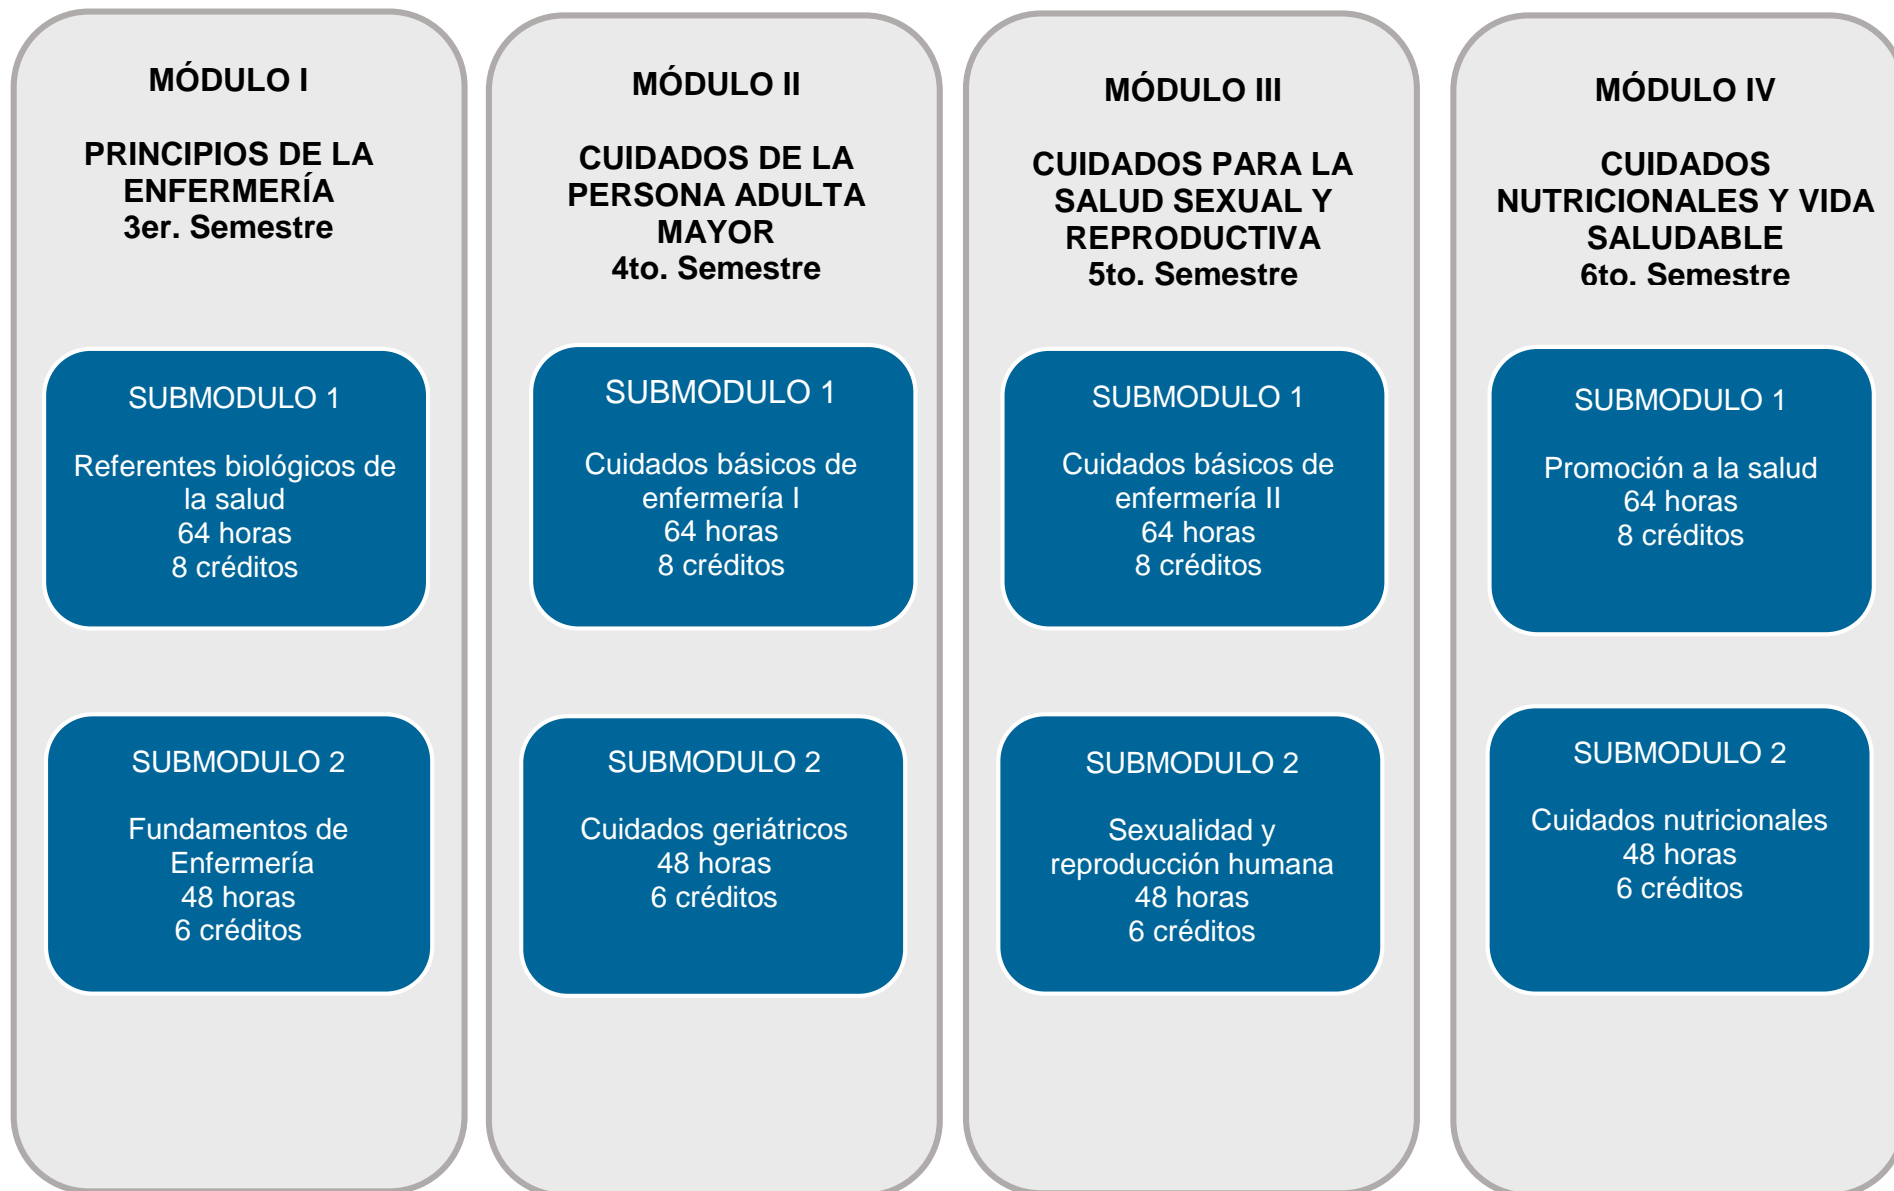 MÓDULO I
PRINCIPIOS DE LA
ENFERMERÍA
3er. Semestre
SUBMODULO 1
Referentes biológicos de
la salud
64 horas
8 créditos
SUBMODULO 2
Fundamentos de
Enfermería
48 horas
6 créditos
MÓDULO II
CUIDADOS DE LA
PERSONA ADULTA
MAYOR
4to. Semestre
SUBMODULO 1
Cuidados básicos de
enfermería I
64 horas
8 créditos
SUBMODULO 2
Cuidados geriátricos
48 horas
6 créditos
MÓDULO III
CUIDADOS PARA LA
SALUD SEXUAL Y
REPRODUCTIVA
5to. Semestre
SUBMODULO 1
Cuidados básicos de
enfermería II
64 horas
8 créditos
SUBMODULO 2
Sexualidad y
reproducción humana
48 horas
6 créditos
MÓDULO IV
CUIDADOS
NUTRICIONALES Y VIDA
SALUDABLE
6to. Semestre
SUBMODULO 1
Promoción a la salud
64 horas
8 créditos
SUBMODULO 2
Cuidados nutricionales
48 horas
6 créditos